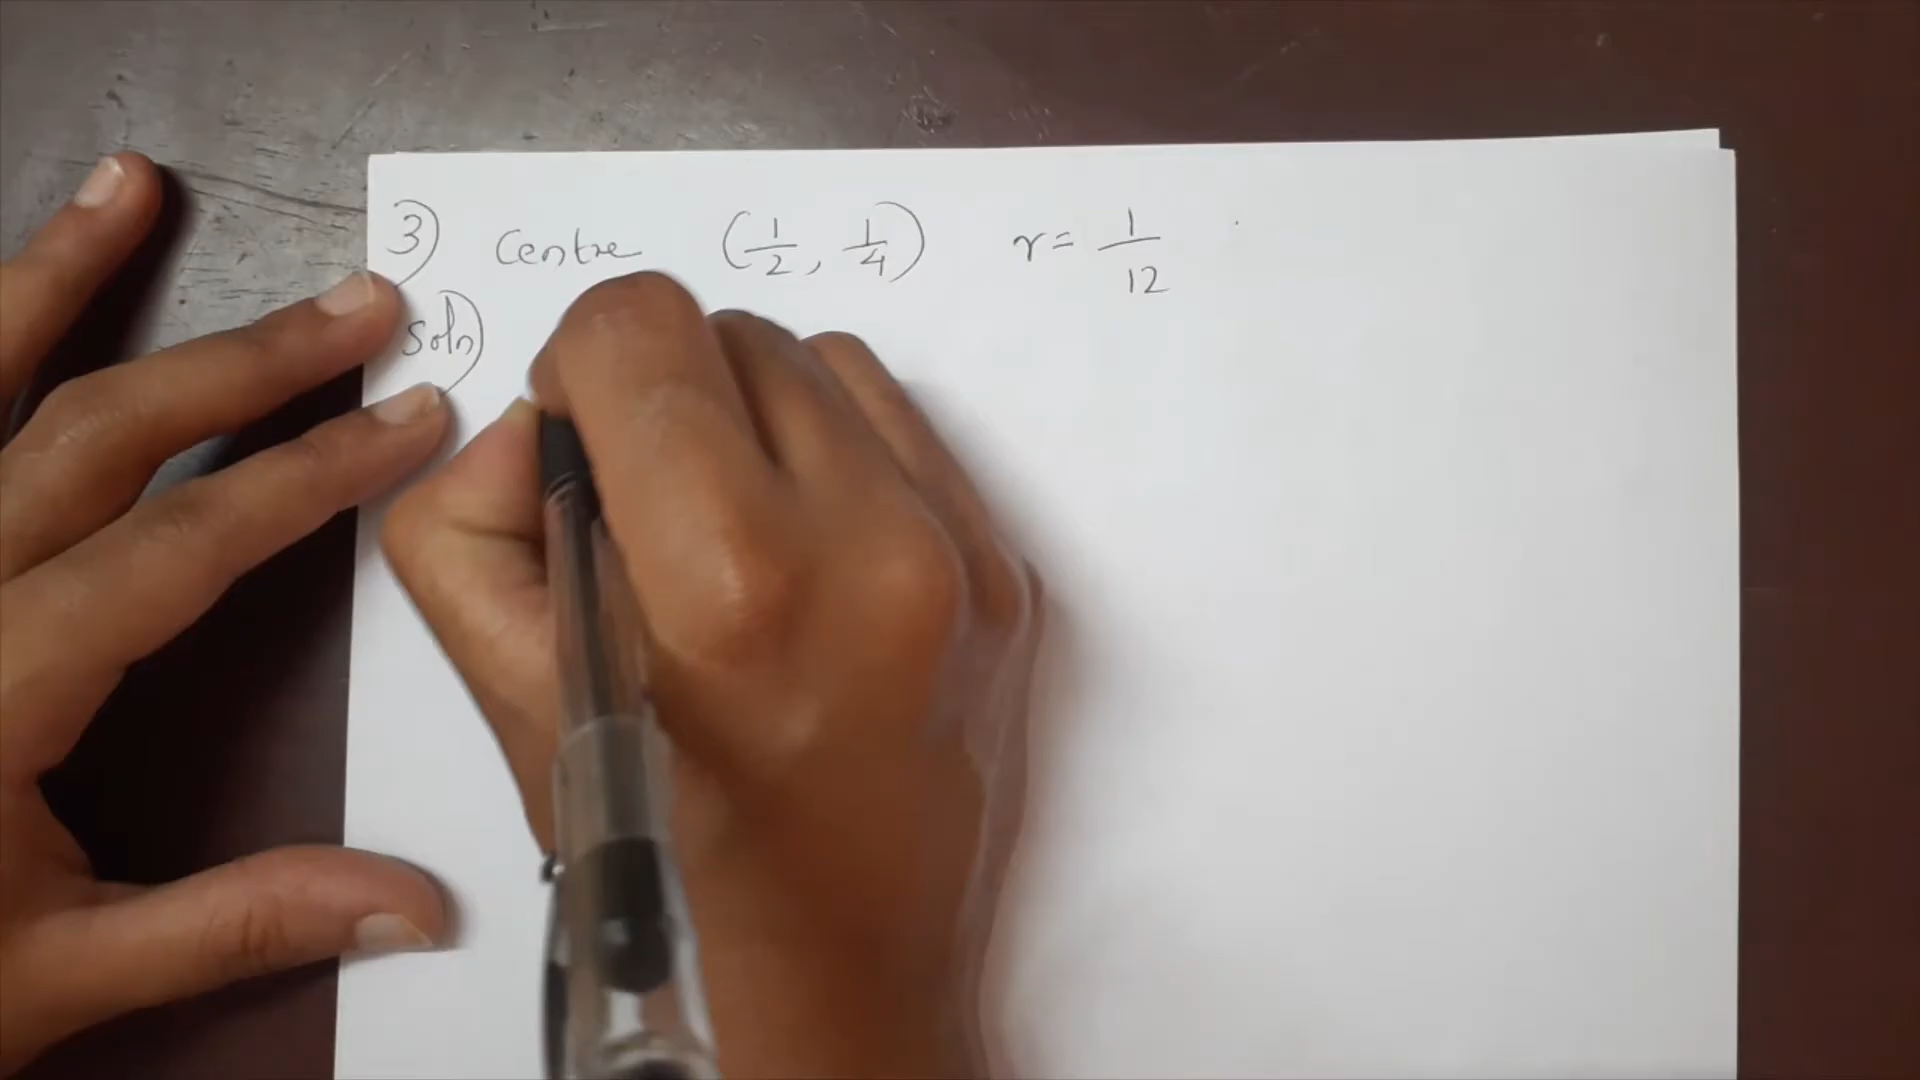 3) Centre (1/2, 1/4) r = 1/12
Soln)